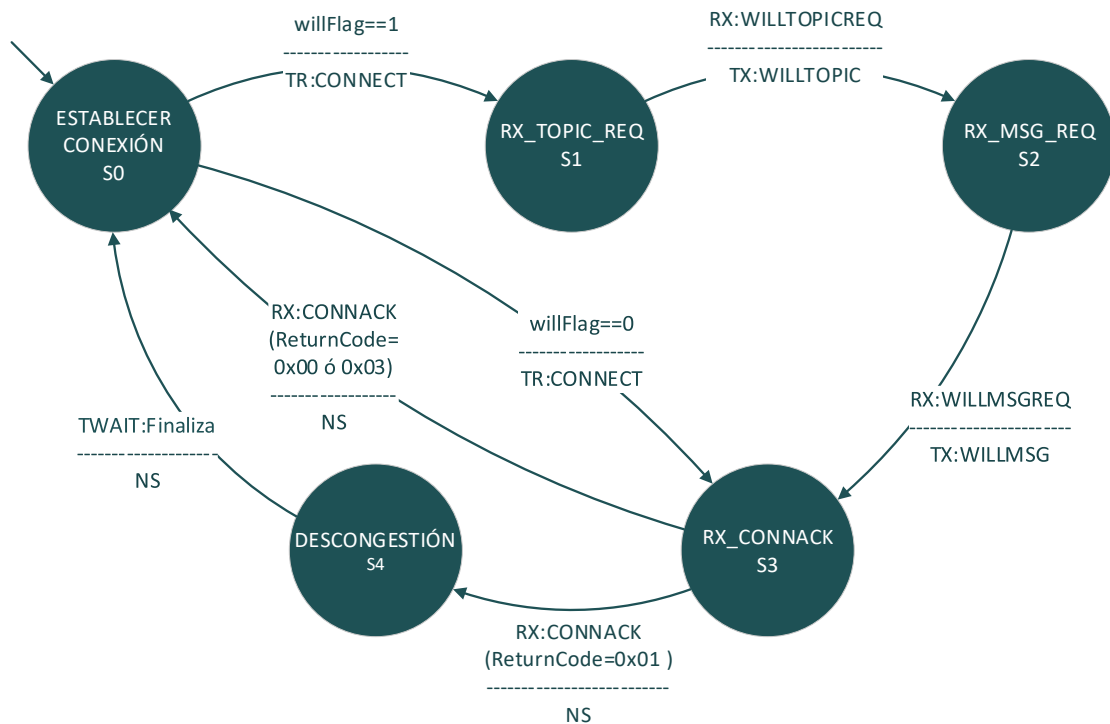 willFlag==1
-------------------
TR:CONNECT
RX:WILLTOPICREQ
--------------------------
TX:WILLTOPIC
ESTABLECER
CONEXIÓN
S0
RX_TOPIC_REQ
S1
RX_MSG_REQ
S2
RX:CONNACK
(ReturnCode=
0x00 ó 0x03)
-------------------
NS
willFlag==0
-------------------
TR:CONNECT
RX:WILLMSGREQ
------------------------
TX:WILLMSG
TWAIT:Finaliza
---------------------
NS
DESCONGESTIÓN
S4
RX_CONNACK
S3
RX:CONNACK
(ReturnCode=0x01 )
---------------------------
NS